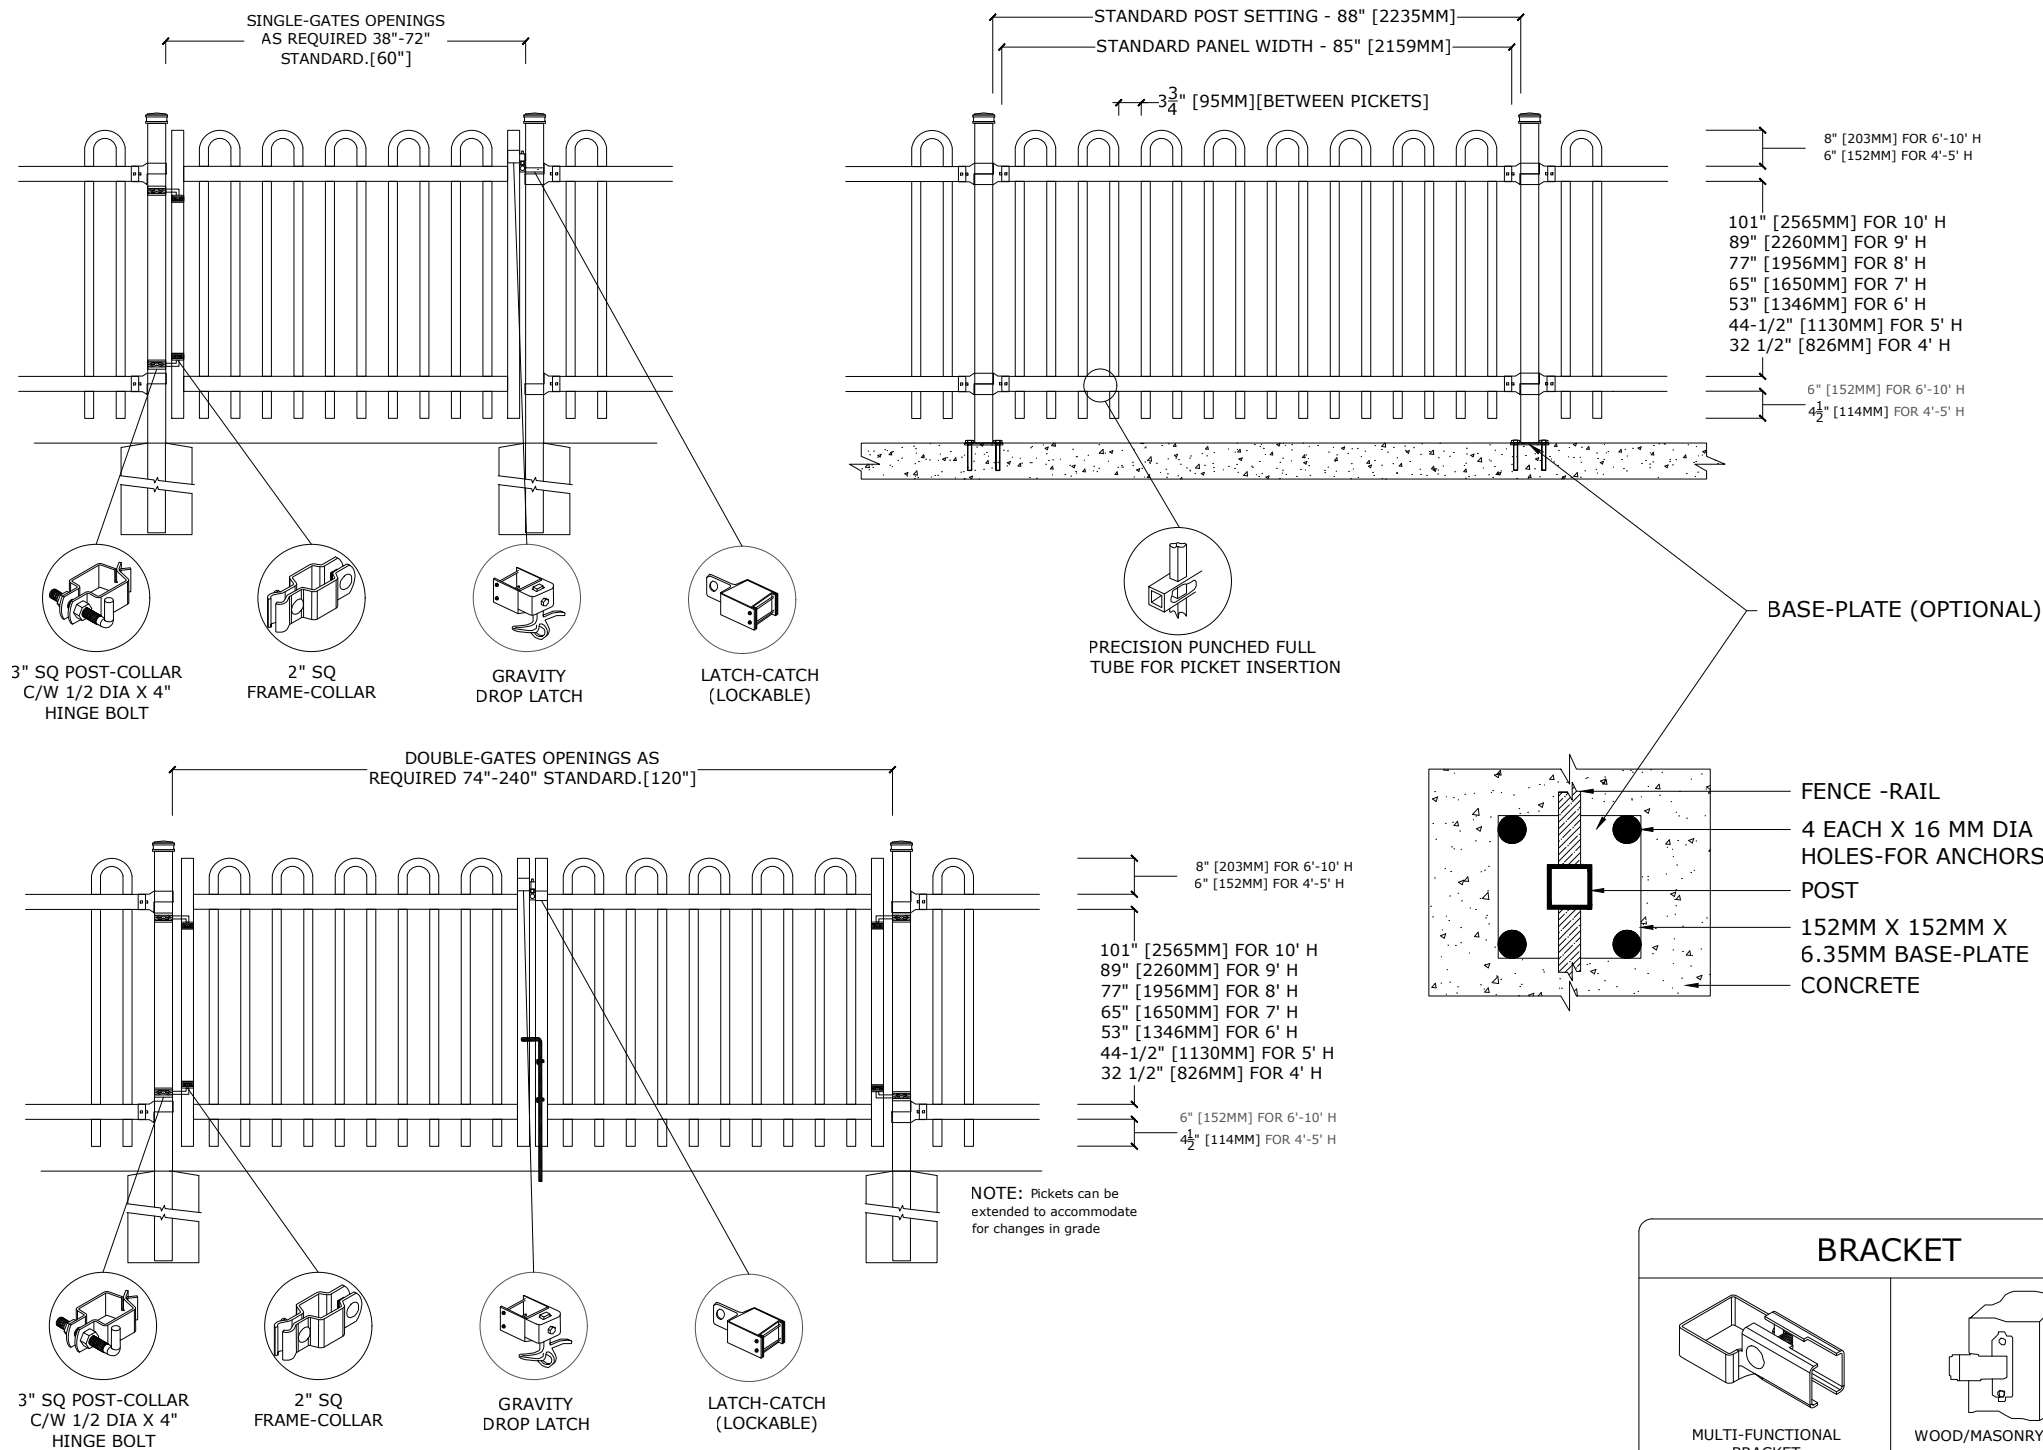 SINGLE-GATES OPENINGS
AS REQUIRED 38"-72"
STANDARD.[60"]
STANDARD POST SETTING - 88" [2235MM]
STANDARD PANEL WIDTH - 85" [2159MM]
3 3/4" [95MM][BETWEEN PICKETS]
8" [203MM] FOR 6'-10' H
6" [152MM] FOR 4'-5' H
101" [2565MM] FOR 10' H
89" [2260MM] FOR 9' H
77" [1956MM] FOR 8' H
65" [1650MM] FOR 7' H
53" [1346MM] FOR 6' H
44-1/2" [1130MM] FOR 5' H
32 1/2" [826MM] FOR 4' H
6" [152MM] FOR 6'-10' H
4 1/2" [114MM] FOR 4'-5' H
3" SQ POST-COLLAR
C/W 1/2 DIA X 4"
HINGE BOLT
2" SQ
FRAME-COLLAR
GRAVITY
DROP LATCH
LATCH-CATCH
(LOCKABLE)
PRECISION PUNCHED FULL
TUBE FOR PICKET INSERTION
BASE-PLATE (OPTIONAL)
FENCE -RAIL
4 EACH X 16 MM DIA
HOLES-FOR ANCHORS
POST
152MM X 152MM X
6.35MM BASE-PLATE
CONCRETE
DOUBLE-GATES OPENINGS AS
REQUIRED 74"-240" STANDARD.[120"]
8" [203MM] FOR 6'-10' H
6" [152MM] FOR 4'-5' H
101" [2565MM] FOR 10' H
89" [2260MM] FOR 9' H
77" [1956MM] FOR 8' H
65" [1650MM] FOR 7' H
53" [1346MM] FOR 6' H
44-1/2" [1130MM] FOR 5' H
32 1/2" [826MM] FOR 4' H
6" [152MM] FOR 6'-10' H
4 1/2" [114MM] FOR 4'-5' H
NOTE: Pickets can be
extended to accommodate
for changes in grade
3" SQ POST-COLLAR
C/W 1/2 DIA X 4"
HINGE BOLT
2" SQ
FRAME-COLLAR
GRAVITY
DROP LATCH
LATCH-CATCH
(LOCKABLE)
BRACKET
MULTI-FUNCTIONAL
BRACKET
WOOD/MASONRY